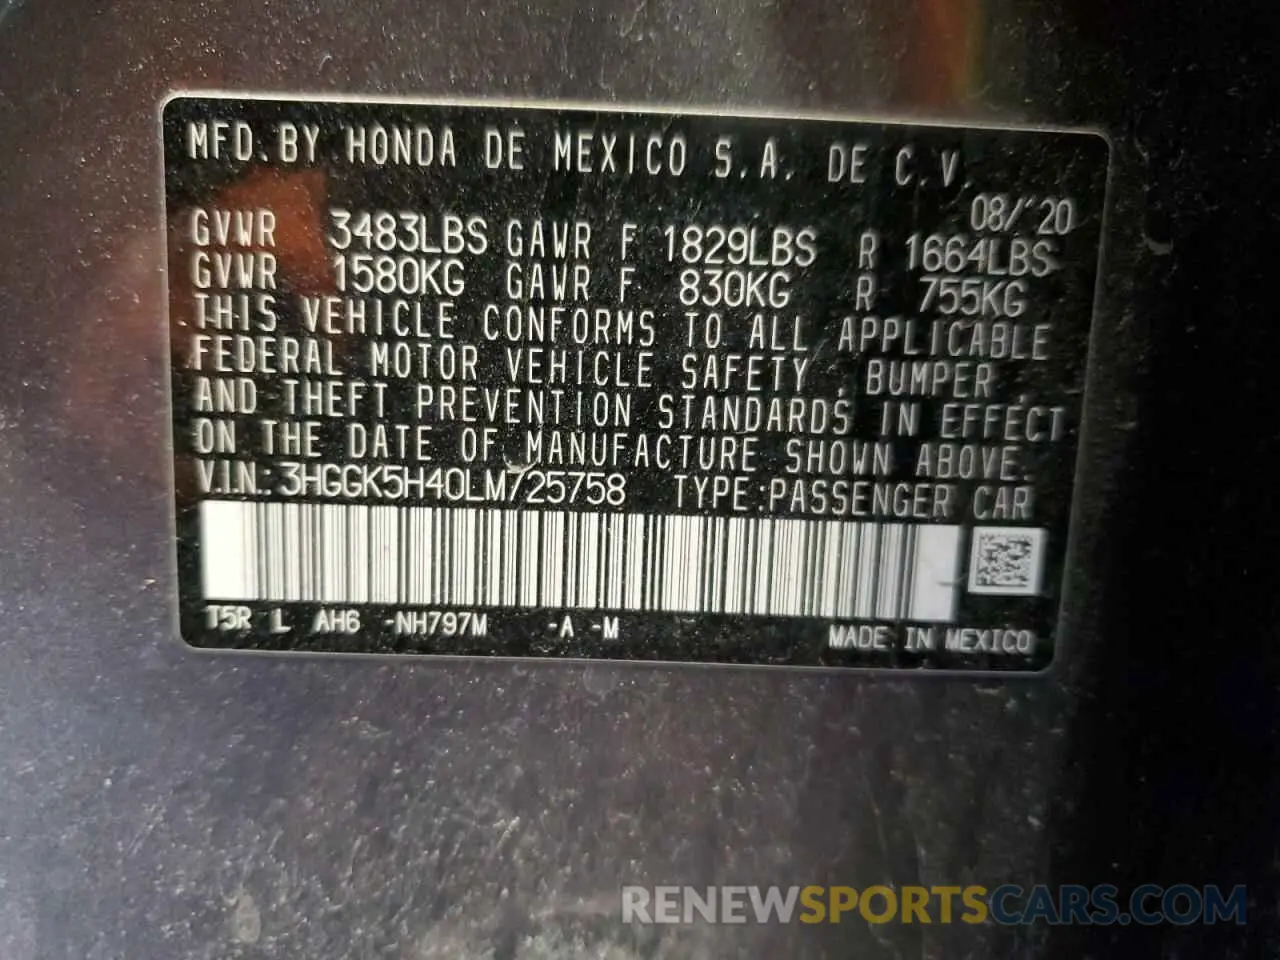 MFD. BY HONDA DE MEXICO S.A. DE C.V.
08/'20
GVWR 3483LBS GAWR F 1829LBS R 1664LBS
GVWR 1580KG GAWR F 830KG R 755KG
THIS VEHICLE CONFORMS TO ALL APPLICABLE
FEDERAL MOTOR VEHICLE SAFETY , BUMPER ,
AND THEFT PREVENTION STANDARDS IN EFFECT
ON THE DATE OF MANUFACTURE SHOWN ABOVE.
V.I.N.: 3HGGK5H40LM725758 TYPE:PASSENGER CAR
T5R L AH6 -NH797M -A -M
MADE IN MEXICO
RENEWSPORTSCARS.COM